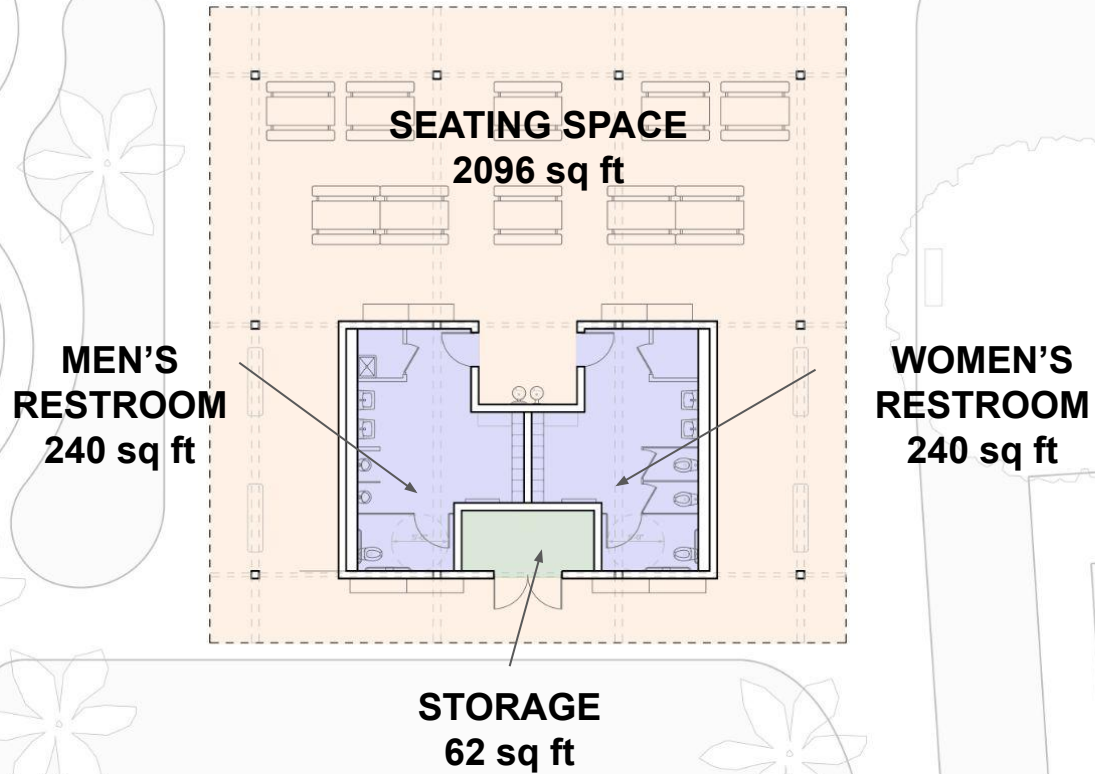 SEATING SPACE
2096 sq ft
MEN’S
RESTROOM
240 sq ft
WOMEN’S
RESTROOM
240 sq ft
STORAGE
62 sq ft